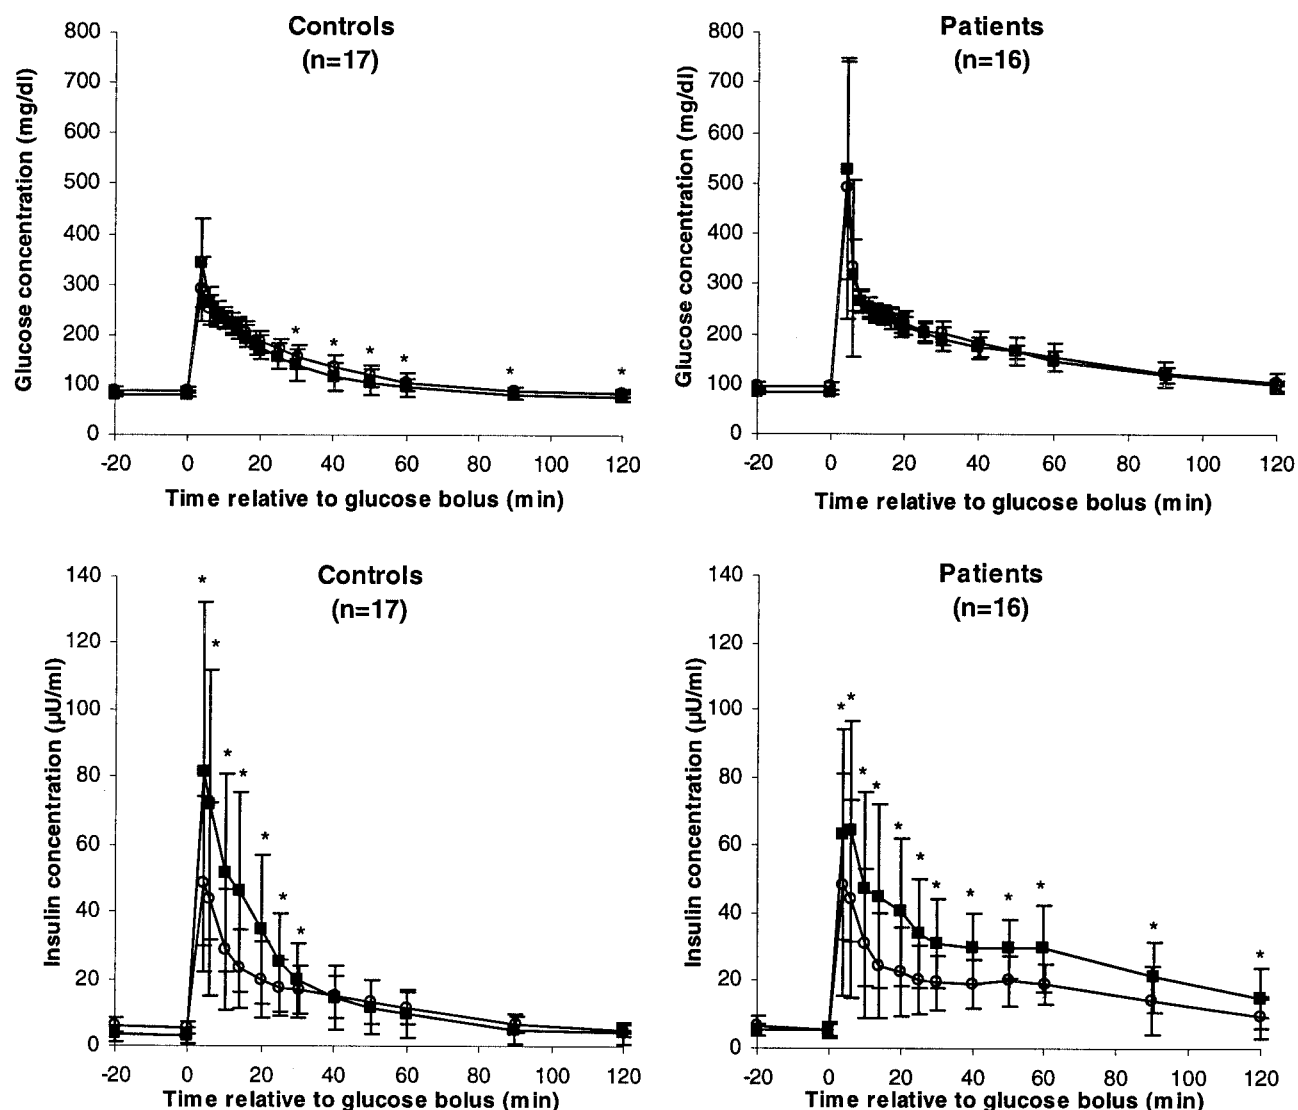 Controls
(n=17)
Glucose concentration (mg/dl)
800
700
600
500
400
300
200
100
0
* * * * * *
-20 0 20 40 60 80 100 120
Time relative to glucose bolus (min)
Patients
(n=16)
Glucose concentration (mg/dl)
800
700
600
500
400
300
200
100
0
-20 0 20 40 60 80 100 120
Time relative to glucose bolus (min)
Controls
(n=17)
Insulin concentration (µU/ml)
140
120
100
80
60
40
20
0
* * * * * * *
-20 0 20 40 60 80 100 120
Time relative to glucose bolus (min)
Patients
(n=16)
Insulin concentration (µU/ml)
140
120
100
80
60
40
20
0
* * * * * * * * * * * *
-20 0 20 40 60 80 100 120
Time relative to glucose bolus (min)